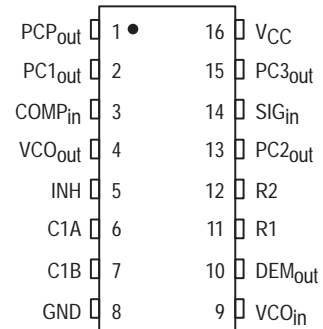 PCPout 1 16 VCC
PC1out 2 15 PC3out
COMPin 3 14 SIGin
VCOout 4 13 PC2out
INH 5 12 R2
C1A 6 11 R1
C1B 7 10 DEMout
GND 8 9 VCOin